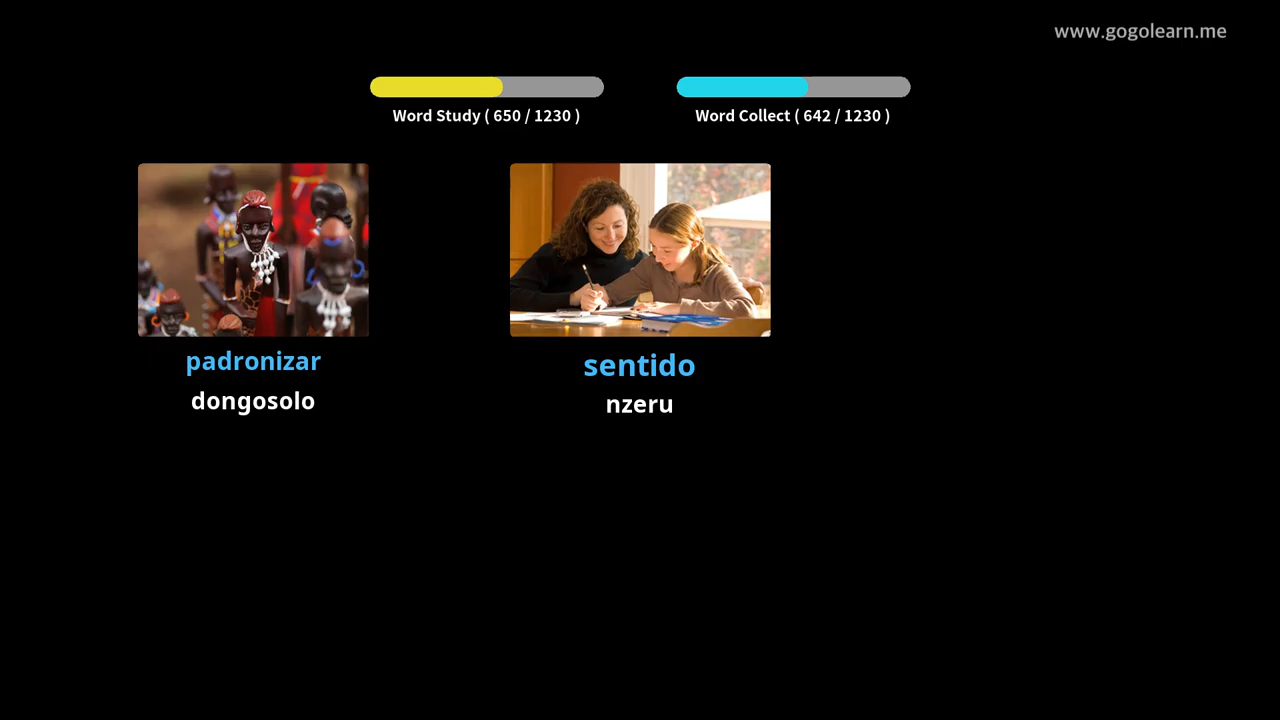 www.gogolearn.me
Word Study ( 650 / 1230 )
Word Collect ( 642 / 1230 )
padronizar
dongosolo
sentido
nzeru